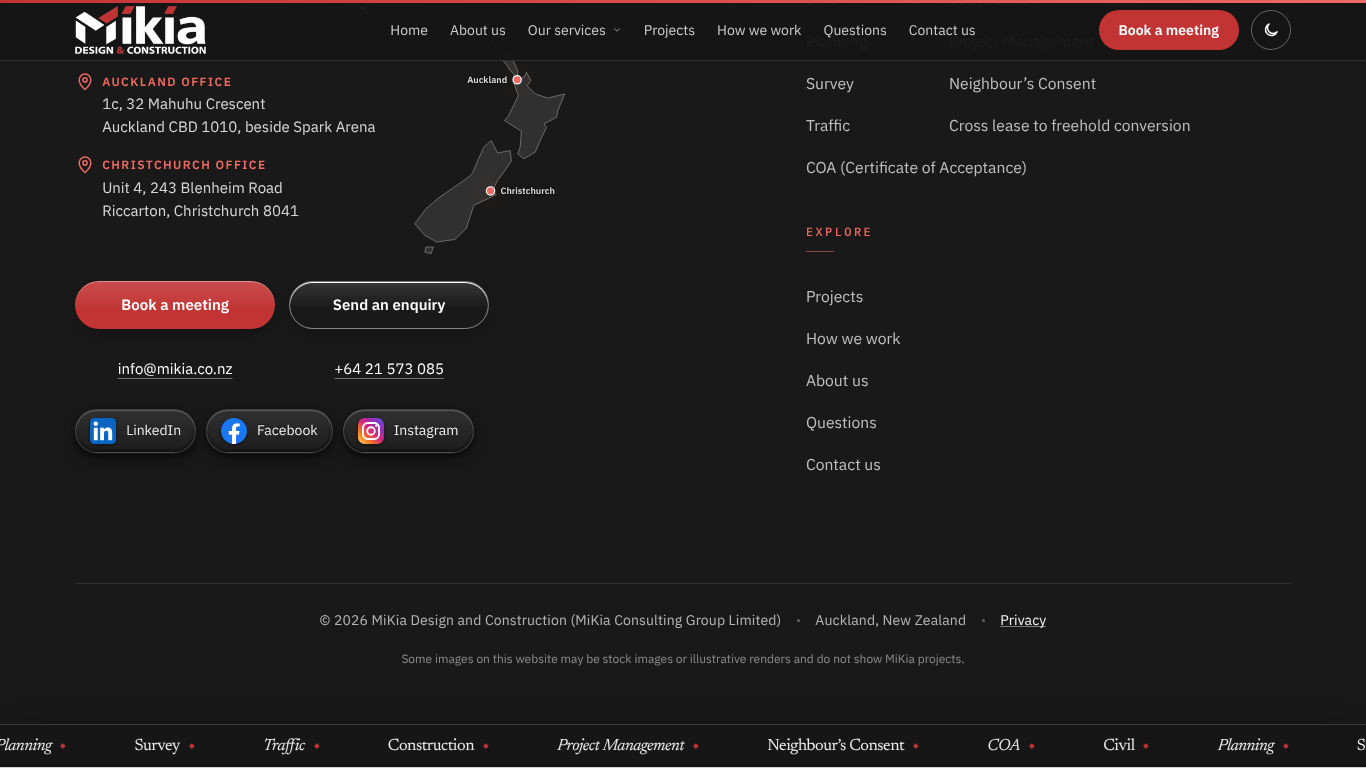 Mikia
DESIGN & CONSTRUCTION
Home
About us
Our services
Projects
How we work
Questions
Contact us
Book a meeting
Planning
Project Management
AUCKLAND OFFICE
1c, 32 Mahuhu Crescent
Auckland CBD 1010, beside Spark Arena
CHRISTCHURCH OFFICE
Unit 4, 243 Blenheim Road
Riccarton, Christchurch 8041
Auckland
Christchurch
Book a meeting
Send an enquiry
info@mikia.co.nz
+64 21 573 085
LinkedIn
Facebook
Instagram
Survey
Neighbour’s Consent
Traffic
Cross lease to freehold conversion
COA (Certificate of Acceptance)
EXPLORE
Projects
How we work
About us
Questions
Contact us
© 2026 MiKia Design and Construction (MiKia Consulting Group Limited) • Auckland, New Zealand • Privacy
Some images on this website may be stock images or illustrative renders and do not show MiKia projects.
Planning ◆ Survey ◆ Traffic ◆ Construction ◆ Project Management ◆ Neighbour’s Consent ◆ COA ◆ Civil ◆ Planning ◆ S